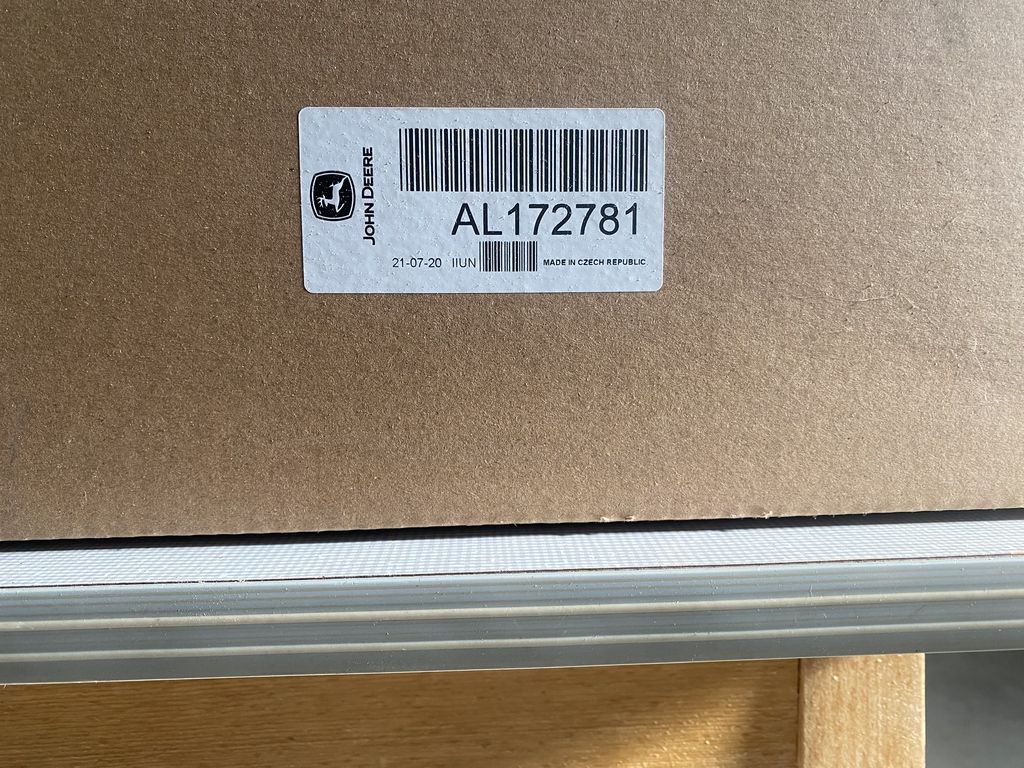 JOHN DEERE
AL172781
21-07-20 IIUN MADE IN CZECH REPUBLIC